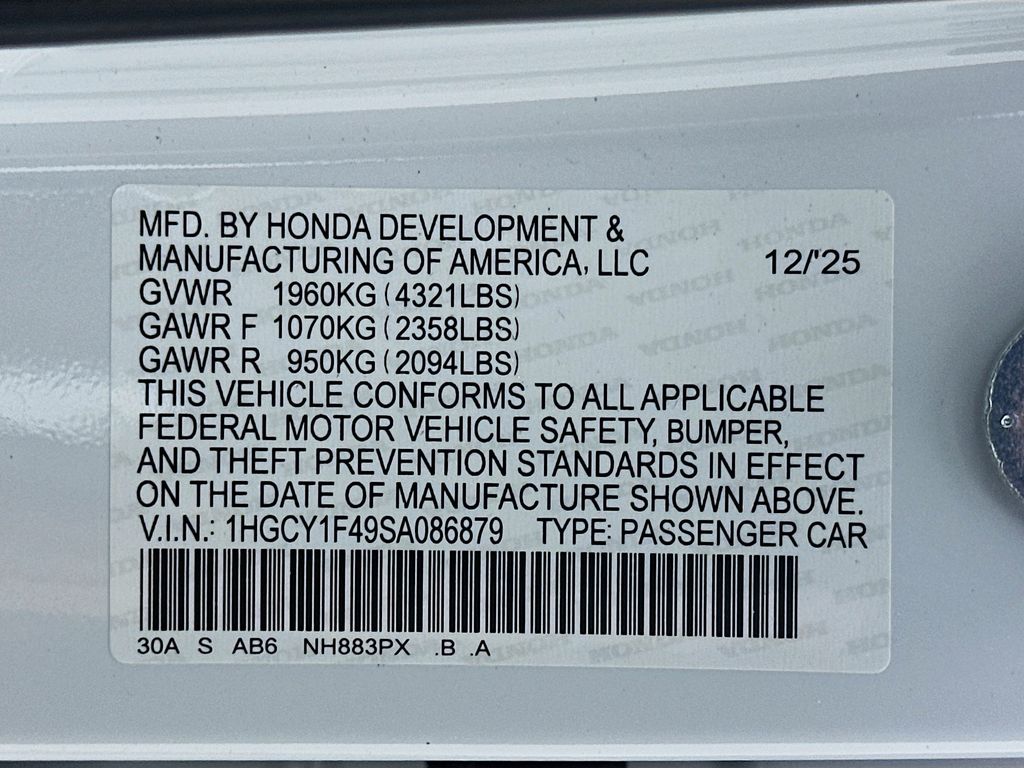 MFD. BY HONDA DEVELOPMENT &
MANUFACTURING OF AMERICA, LLC 12/'25
GVWR 1960KG (4321LBS)
GAWR F 1070KG (2358LBS)
GAWR R 950KG (2094LBS)
THIS VEHICLE CONFORMS TO ALL APPLICABLE
FEDERAL MOTOR VEHICLE SAFETY, BUMPER,
AND THEFT PREVENTION STANDARDS IN EFFECT
ON THE DATE OF MANUFACTURE SHOWN ABOVE.
V.I.N.: 1HGCY1F49SA086879 TYPE: PASSENGER CAR
30A S AB6 NH883PX .B .A